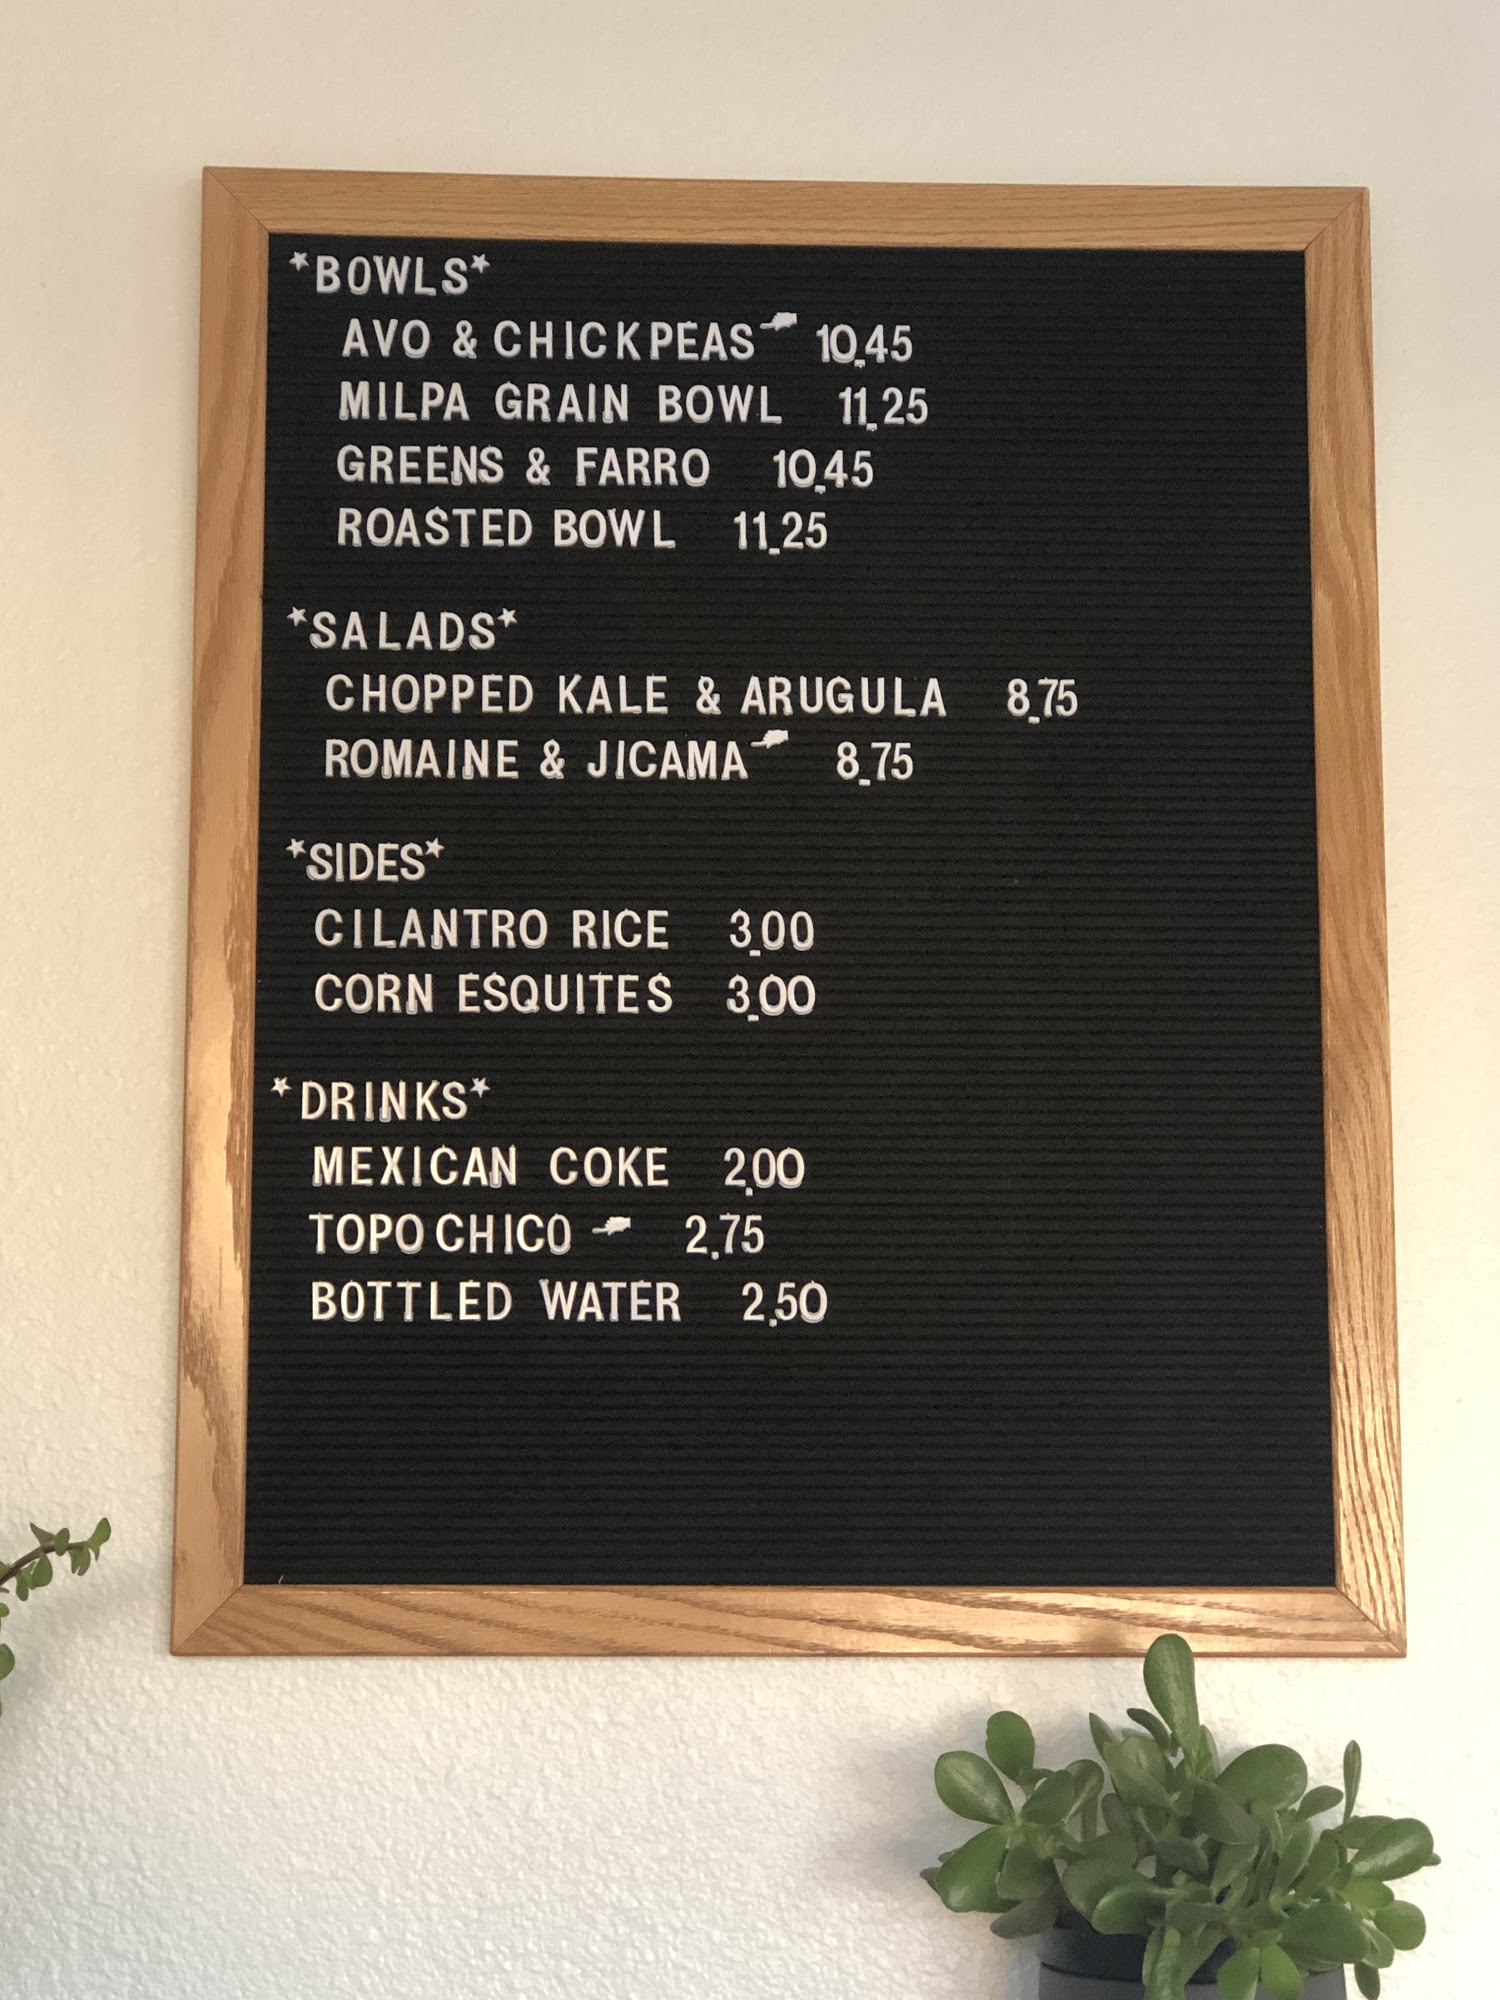 *BOWLS*
AVO & CHICKPEAS 10.45
MILPA GRAIN BOWL 11.25
GREENS & FARRO 10.45
ROASTED BOWL 11.25
*SALADS*
CHOPPED KALE & ARUGULA 8.75
ROMAINE & JICAMA 8.75
*SIDES*
CILANTRO RICE 3.00
CORN ESQUITES 3.00
*DRINKS*
MEXICAN COKE 2.00
TOPO CHICO 2.75
BOTTLED WATER 2.50